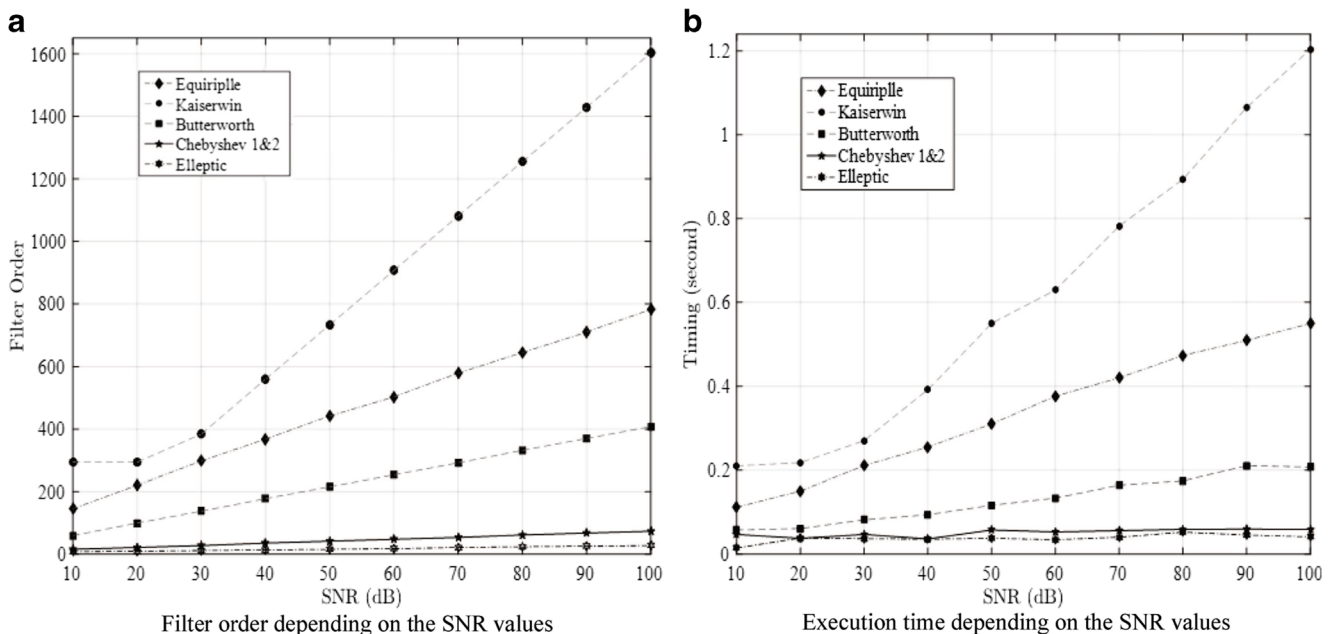 a
1600
1400
1200
1000
800
600
400
200
0
Filter Order
Equiriplle
Kaiserwin
Butterworth
Chebyshev 1&2
Elleptic
10 20 30 40 50 60 70 80 90 100
SNR (dB)
Filter order depending on the SNR values
b
1.2
1
0.8
0.6
0.4
0.2
0
Timing (second)
Equiriplle
Kaiserwin
Butterworth
Chebyshev 1&2
Elleptic
10 20 30 40 50 60 70 80 90 100
SNR (dB)
Execution time depending on the SNR values